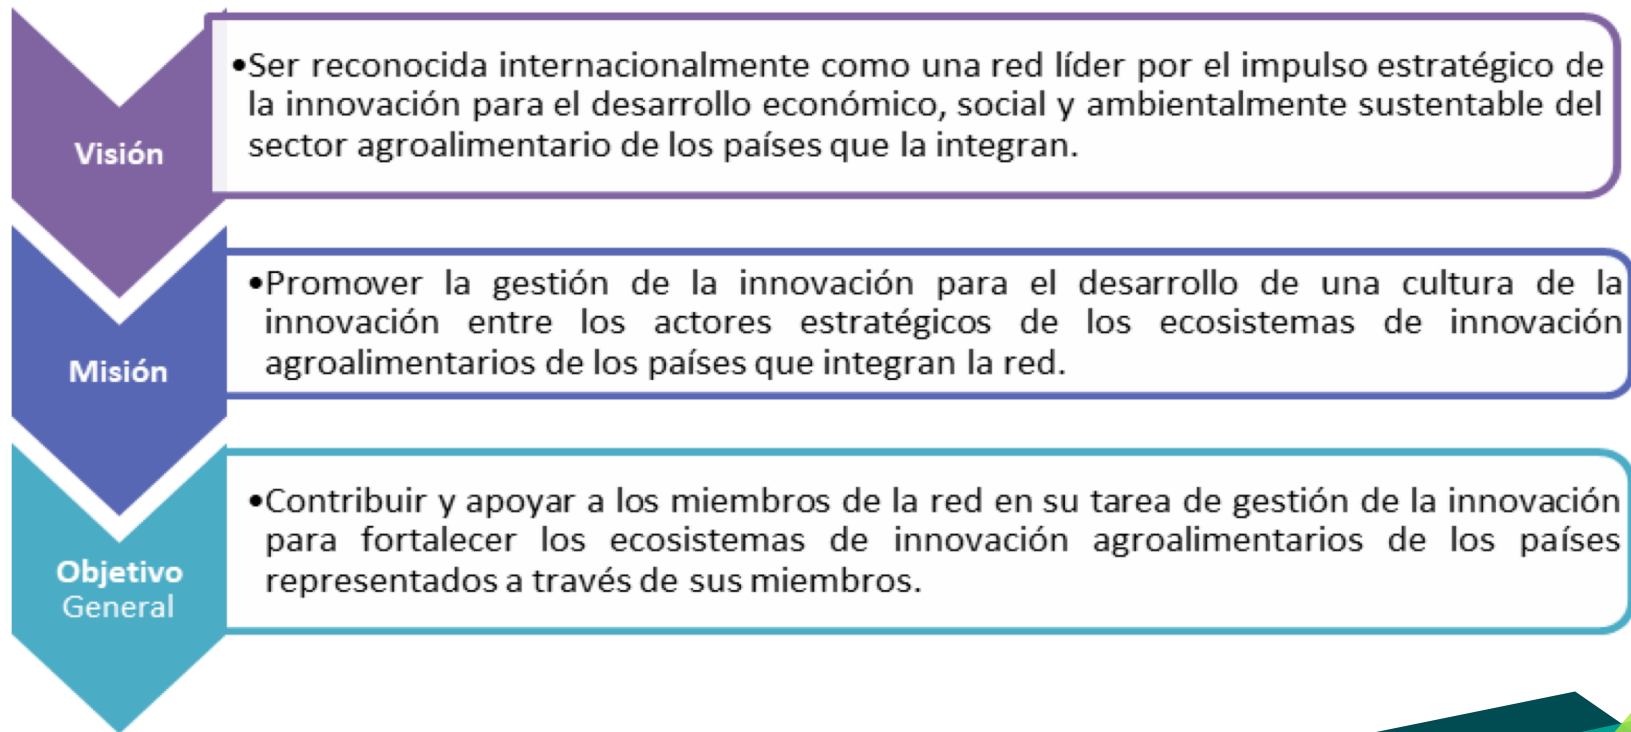 Visión
•Ser reconocida internacionalmente como una red líder por el impulso estratégico de
la innovación para el desarrollo económico, social y ambientalmente sustentable del
sector agroalimentario de los países que la integran.
Misión
•Promover la gestión de la innovación para el desarrollo de una cultura de la
innovación entre los actores estratégicos de los ecosistemas de innovación
agroalimentarios de los países que integran la red.
Objetivo
General
•Contribuir y apoyar a los miembros de la red en su tarea de gestión de la innovación
para fortalecer los ecosistemas de innovación agroalimentarios de los países
representados a través de sus miembros.